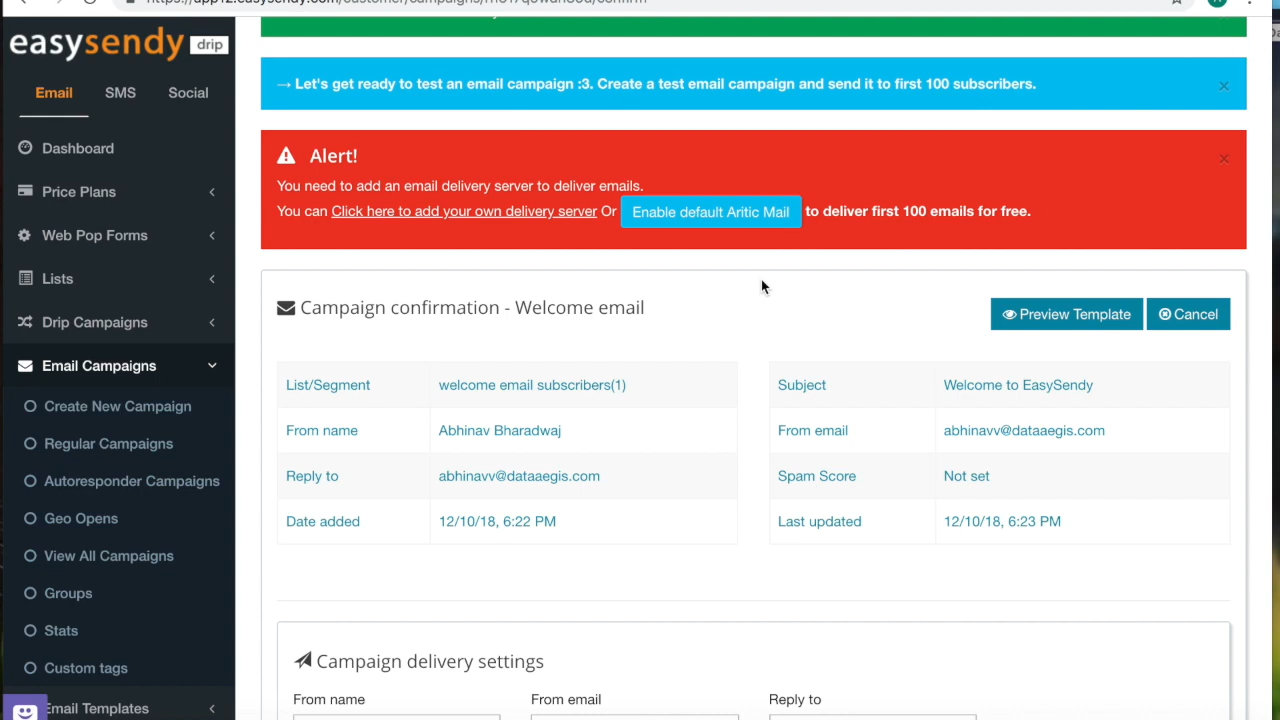 easysendy drip
Email SMS Social
Dashboard
Price Plans
Web Pop Forms
Lists
Drip Campaigns
Email Campaigns
Create New Campaign
Regular Campaigns
Autoresponder Campaigns
Geo Opens
View All Campaigns
Groups
Stats
Custom tags
Email Templates
→ Let's get ready to test an email campaign :3. Create a test email campaign and send it to first 100 subscribers.
Alert!
You need to add an email delivery server to deliver emails.
You can Click here to add your own delivery server Or Enable default Aritic Mail to deliver first 100 emails for free.
Campaign confirmation - Welcome email
Preview Template Cancel
List/Segment welcome email subscribers(1) Subject Welcome to EasySendy
From name Abhinav Bharadwaj From email abhinavv@dataaegis.com
Reply to abhinavv@dataaegis.com Spam Score Not set
Date added 12/10/18, 6:22 PM Last updated 12/10/18, 6:23 PM
Campaign delivery settings
From name From email Reply to